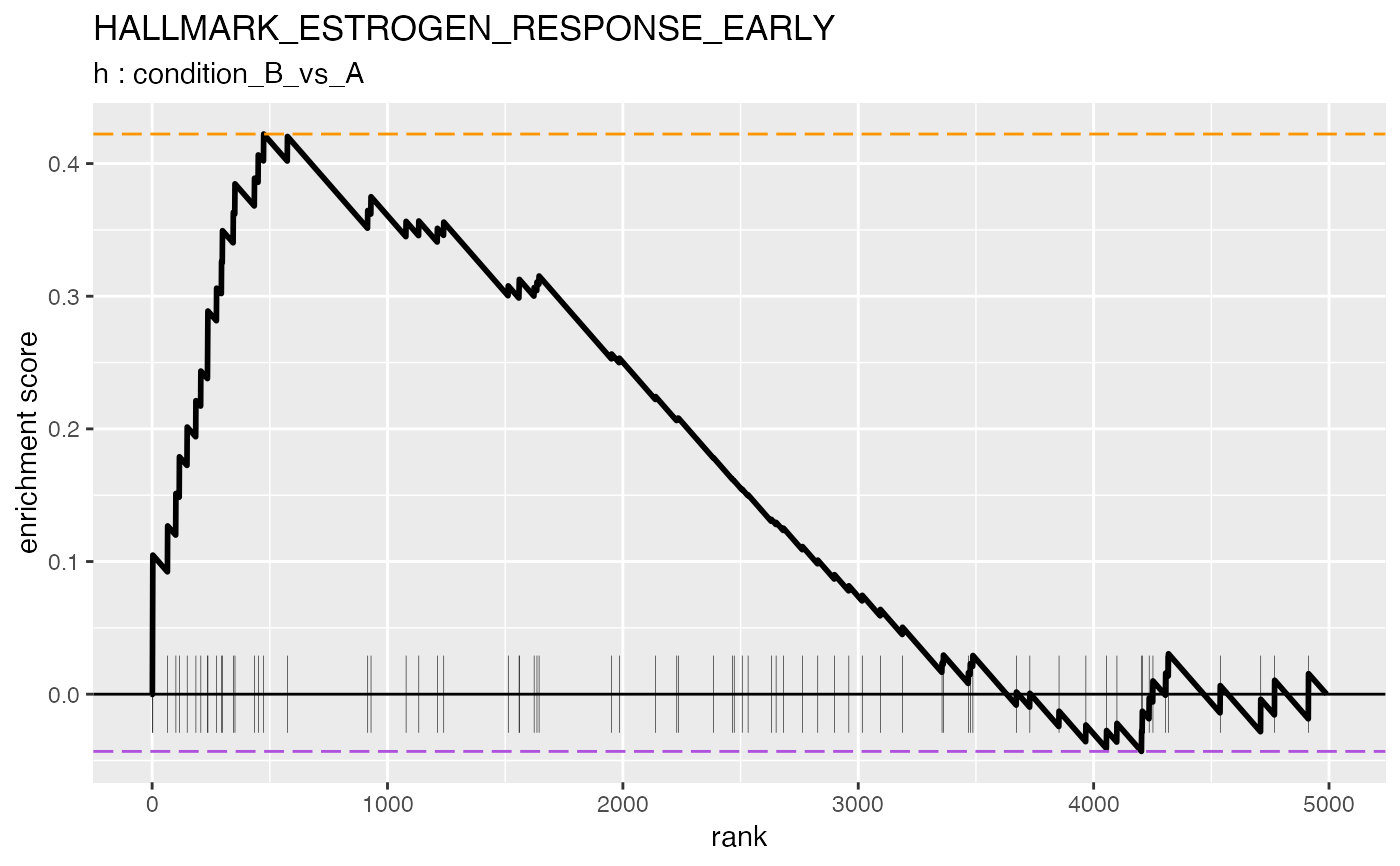 HALLMARK_ESTROGEN_RESPONSE_EARLY
h : condition_B_vs_A
enrichment score
0.4
0.3
0.2
0.1
0.0
0 1000 2000 3000 4000 5000
rank